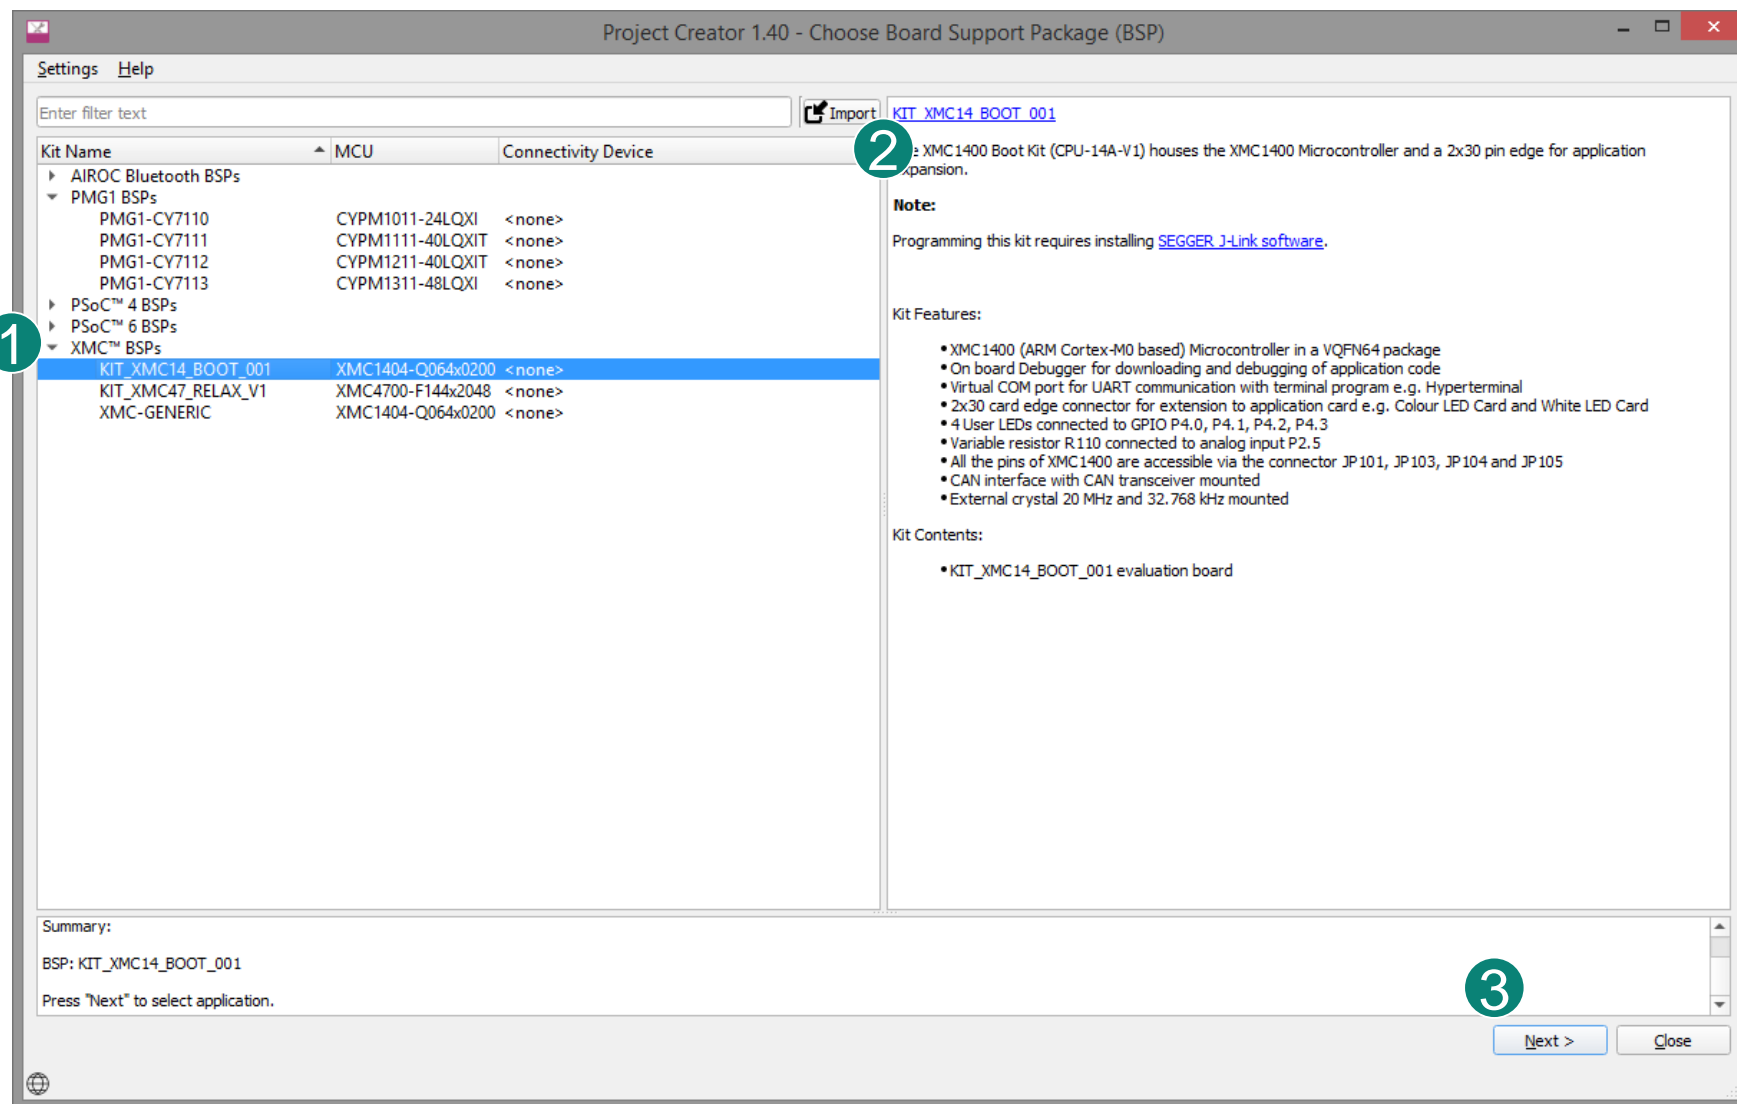 Project Creator 1.40 - Choose Board Support Package (BSP)
Settings Help
Enter filter text
Import
Kit Name MCU Connectivity Device
AIROC Bluetooth BSPs
PMG1 BSPs
PMG1-CY7110 CYPM1011-24LQXI <none>
PMG1-CY7111 CYPM1111-40LQXIT <none>
PMG1-CY7112 CYPM1211-40LQXIT <none>
PMG1-CY7113 CYPM1311-48LQXI <none>
PSoC™ 4 BSPs
PSoC™ 6 BSPs
1
XMC™ BSPs
KIT_XMC14_BOOT_001 XMC1404-Q064x0200 <none>
KIT_XMC47_RELAX_V1 XMC4700-F144x2048 <none>
XMC-GENERIC XMC1404-Q064x0200 <none>
KIT_XMC14_BOOT_001
2
XMC1400 Boot Kit (CPU-14A-V1) houses the XMC1400 Microcontroller and a 2x30 pin edge for application
expansion.
Note:
Programming this kit requires installing SEGGER J-Link software.
Kit Features:
•XMC1400 (ARM Cortex-M0 based) Microcontroller in a VQFN64 package
•On board Debugger for downloading and debugging of application code
•Virtual COM port for UART communication with terminal program e.g. Hyperterminal
•2x30 card edge connector for extension to application card e.g. Colour LED Card and White LED Card
•4 User LEDs connected to GPIO P4.0, P4.1, P4.2, P4.3
•Variable resistor R110 connected to analog input P2.5
•All the pins of XMC1400 are accessible via the connector JP101, JP103, JP104 and JP105
•CAN interface with CAN transceiver mounted
•External crystal 20 MHz and 32.768 kHz mounted
Kit Contents:
•KIT_XMC14_BOOT_001 evaluation board
Summary:
BSP: KIT_XMC14_BOOT_001
Press "Next" to select application.
3
Next > Close